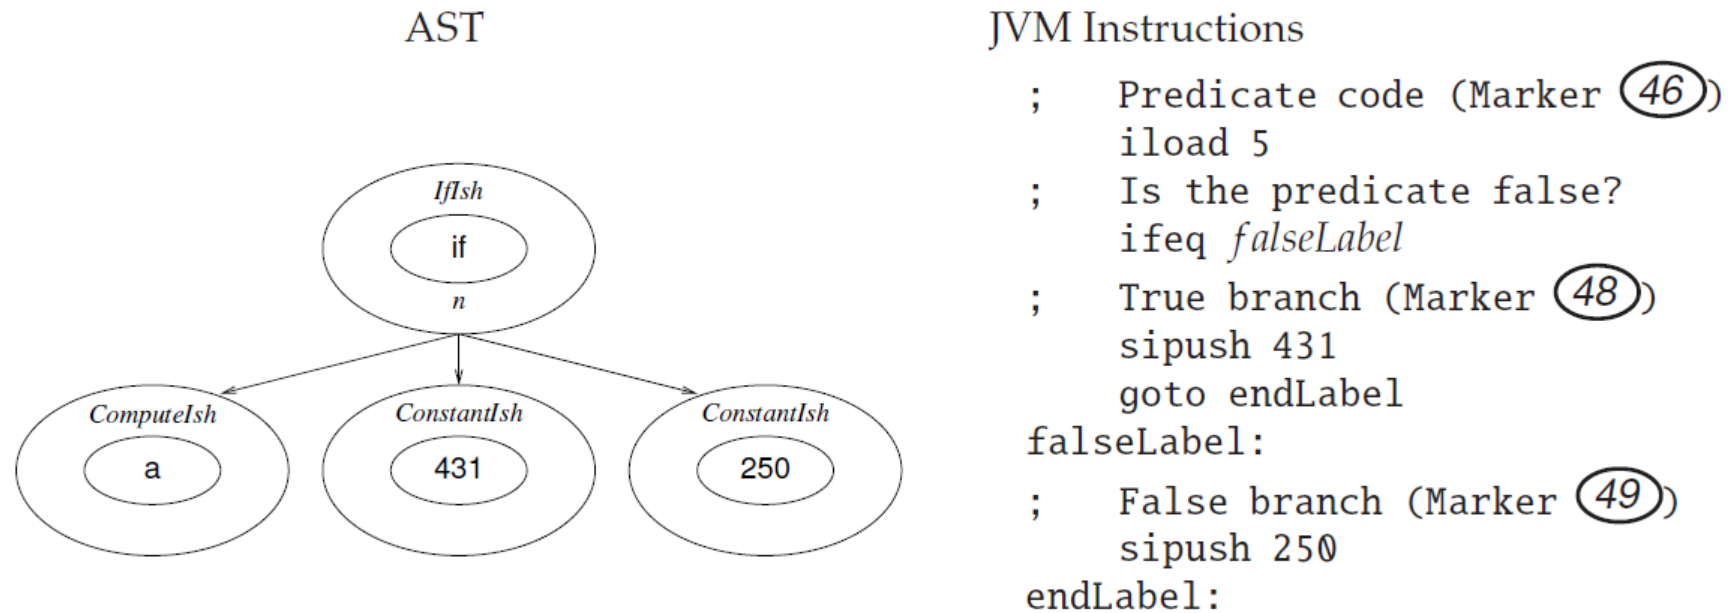 AST
IfIsh
if
n
ComputeIsh
a
ConstantIsh
431
ConstantIsh
250
JVM Instructions
; Predicate code (Marker 46)
iload 5
; Is the predicate false?
ifeq falseLabel
; True branch (Marker 48)
sipush 431
goto endLabel
falseLabel:
; False branch (Marker 49)
sipush 250
endLabel: